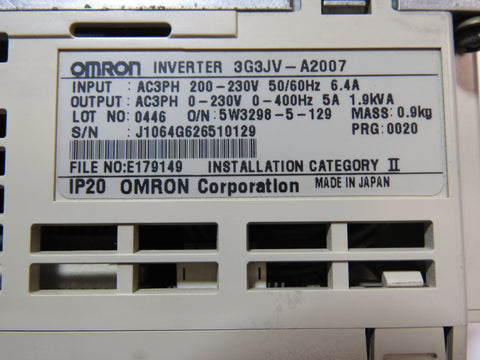 OMRON INVERTER 3G3JV-A2007
INPUT : AC3PH 200-230V 50/60Hz 6.4A
OUTPUT : AC3PH 0-230V 0-400Hz 5A 1.9kVA
LOT NO : 0446 O/N : 5W3298-5-129 MASS: 0.9kg
S/N : J1064G626510129 PRG: 0020
FILE NO:E179149 INSTALLATION CATEGORY II
IP20 OMRON Corporation MADE IN JAPAN